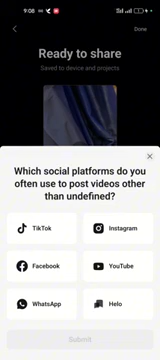 9:08
Done
Ready to share
Saved to device and projects
Which social platforms do you
often use to post videos other
than undefined?
TikTok
Instagram
Facebook
YouTube
WhatsApp
Helo
Submit